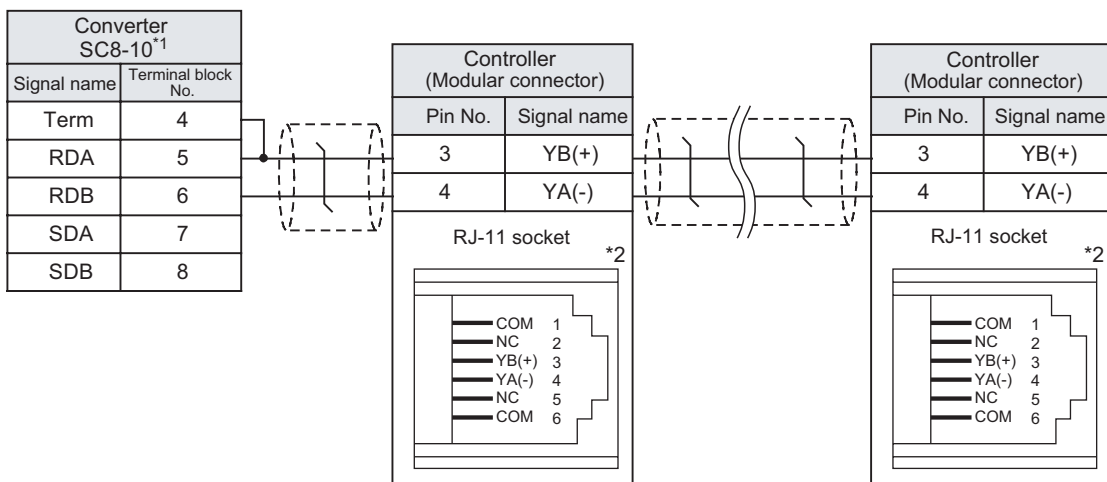 Converter
SC8-10*1
Signal name Terminal block No.
Term 4
RDA 5
RDB 6
SDA 7
SDB 8
Controller
(Modular connector)
Pin No. Signal name
3 YB(+)
4 YA(-)
RJ-11 socket
*2
COM 1
NC 2
YB(+) 3
YA(-) 4
NC 5
COM 6
Controller
(Modular connector)
Pin No. Signal name
3 YB(+)
4 YA(-)
RJ-11 socket
*2
COM 1
NC 2
YB(+) 3
YA(-) 4
NC 5
COM 6